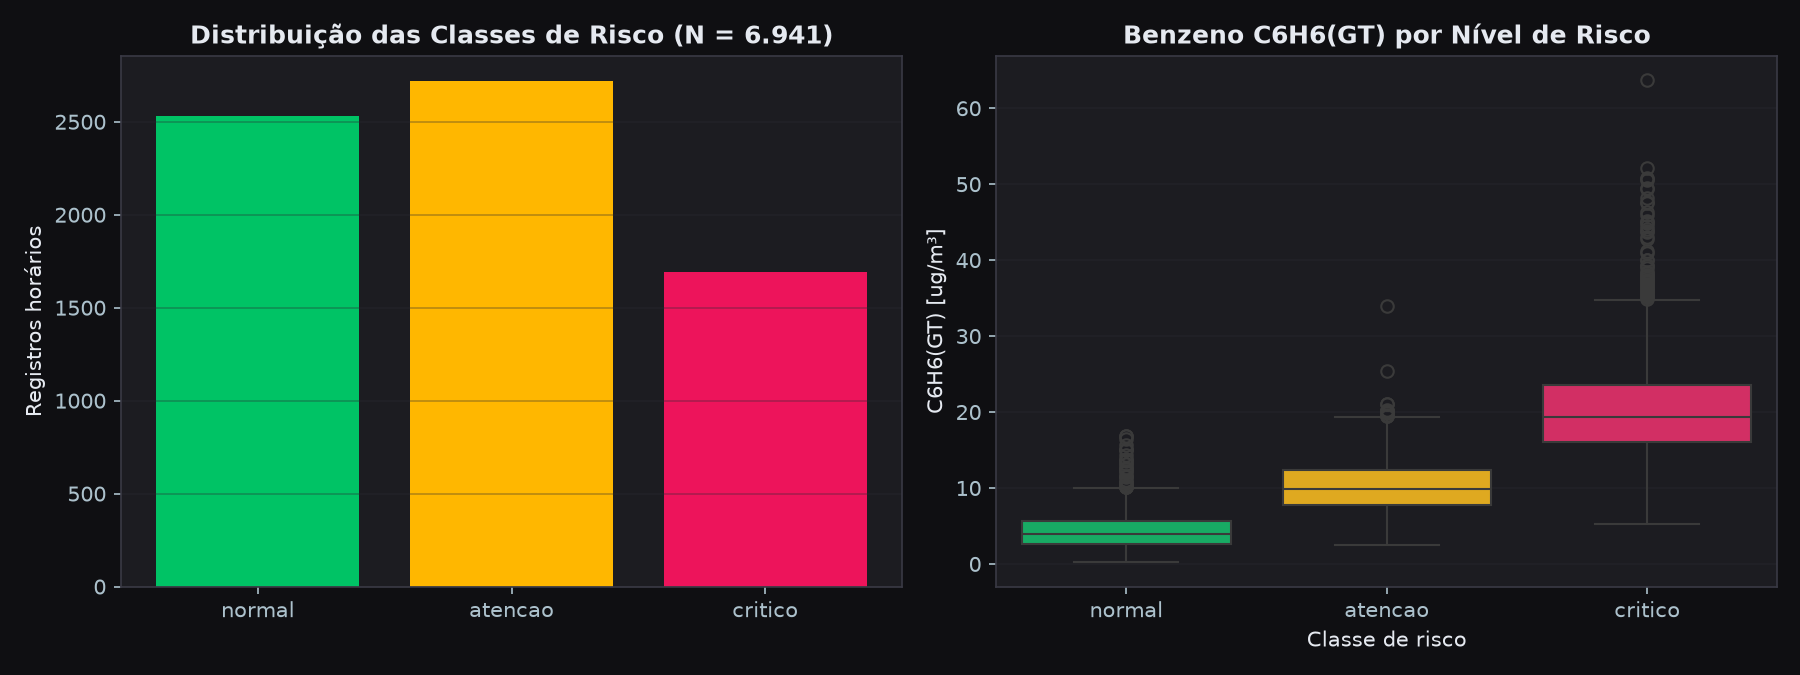 Distribuição das Classes de Risco (N = 6.941)
Registros horários
2500
2000
1500
1000
500
0
normal
atencao
critico
Benzeno C6H6(GT) por Nível de Risco
C6H6(GT) [ug/m³]
60
50
40
30
20
10
0
normal
atencao
critico
Classe de risco